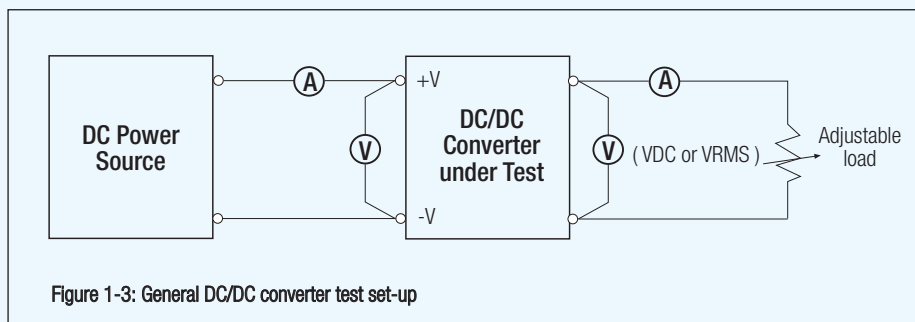 A
A
+V
DC Power
Source
DC/DC
Converter
under Test
V
V
( VDC or VRMS )
Adjustable
load
-V
Figure 1-3: General DC/DC converter test set-up